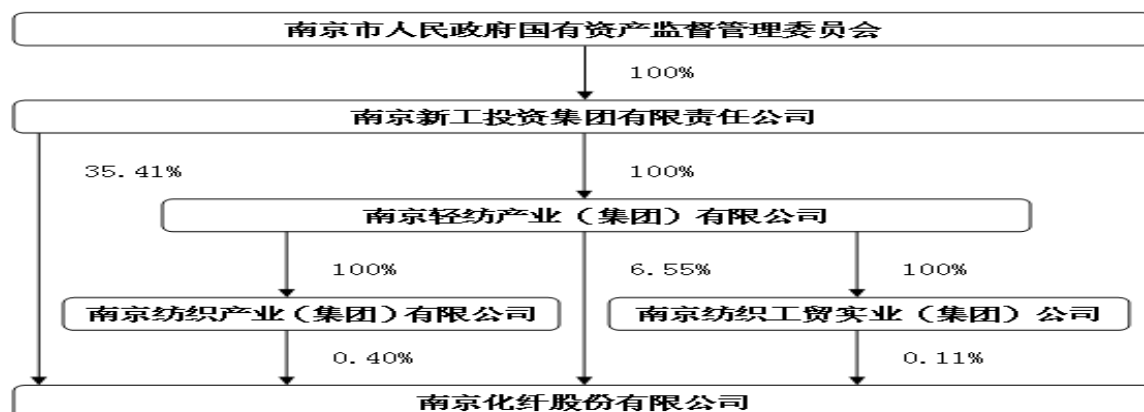 南京市人民政府国有资产监督管理委员会
100%
南京新工投资集团有限责任公司
35.41%
100%
南京轻纺产业（集团）有限公司
100%
6.55%
100%
南京纺织产业（集团）有限公司
南京纺织工贸实业（集团）公司
0.40%
0.11%
南京化纤股份有限公司